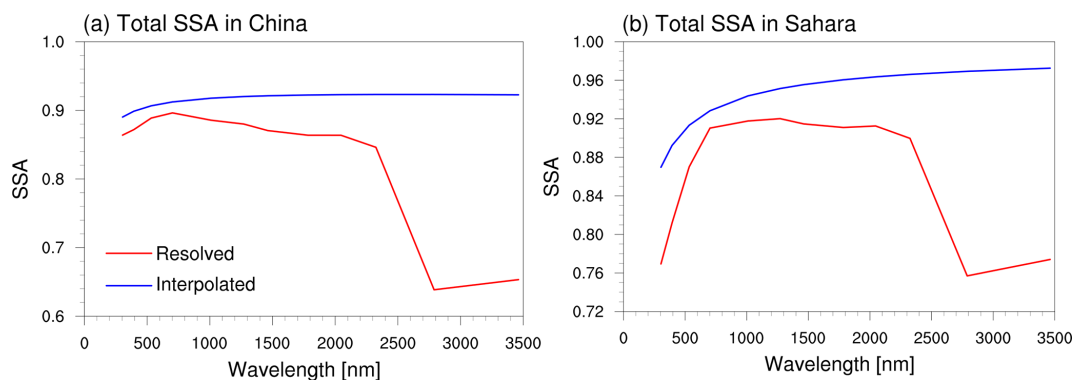 (a) Total SSA in China
1.0
0.9
0.8
0.7
0.6
SSA
Resolved
Interpolated
0 500 1000 1500 2000 2500 3000 3500
Wavelength [nm]
(b) Total SSA in Sahara
1.00
0.96
0.92
0.88
0.84
0.80
0.76
0.72
SSA
0 500 1000 1500 2000 2500 3000 3500
Wavelength [nm]